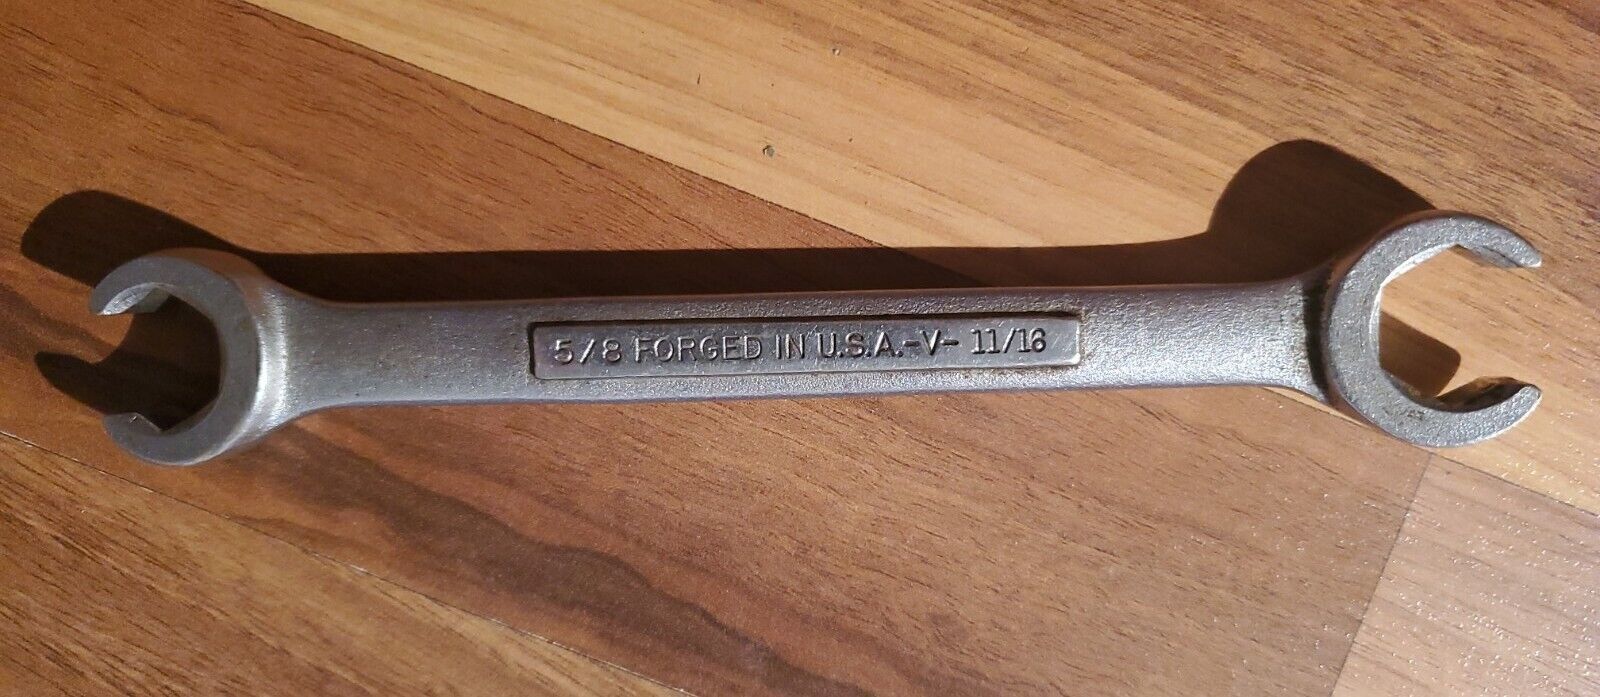 5/8 FORGED IN U.S.A.-V- 11/16